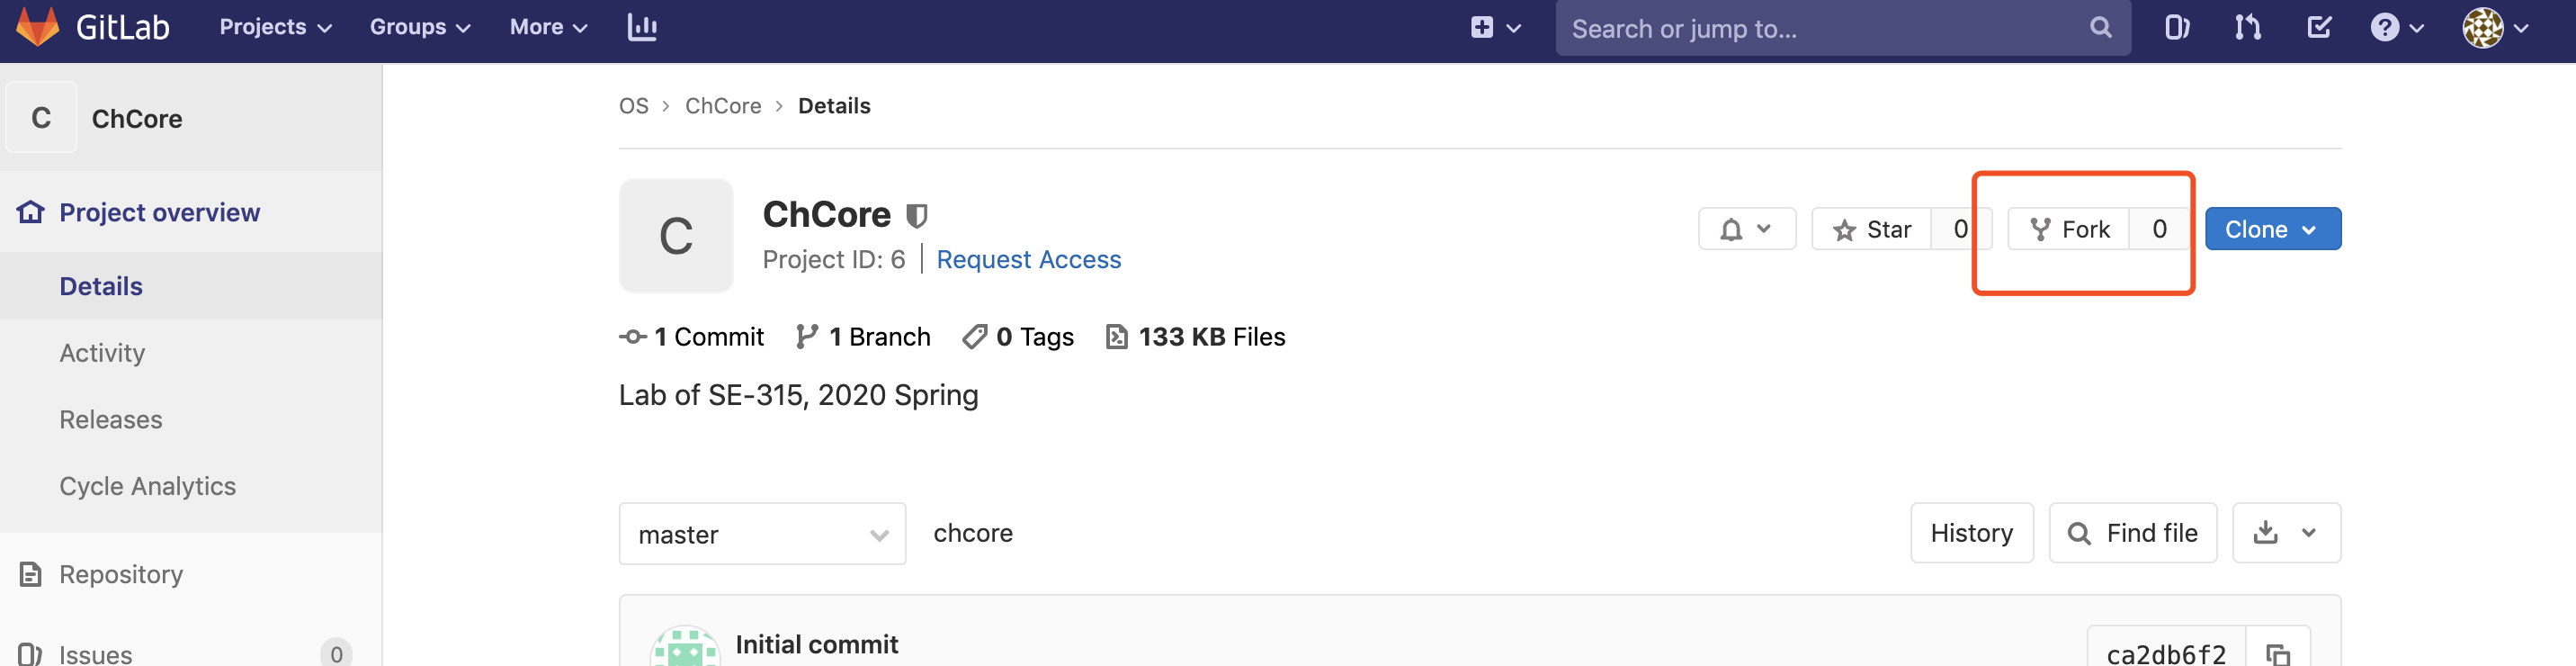 GitLab Projects Groups More Search or jump to...
C ChCore
Project overview
Details
Activity
Releases
Cycle Analytics
Repository
Issues 0
OS > ChCore > Details
C
ChCore
Project ID: 6 | Request Access
Star 0 Fork 0 Clone
1 Commit 1 Branch 0 Tags 133 KB Files
Lab of SE-315, 2020 Spring
master chcore History Find file
Initial commit ca2db6f2